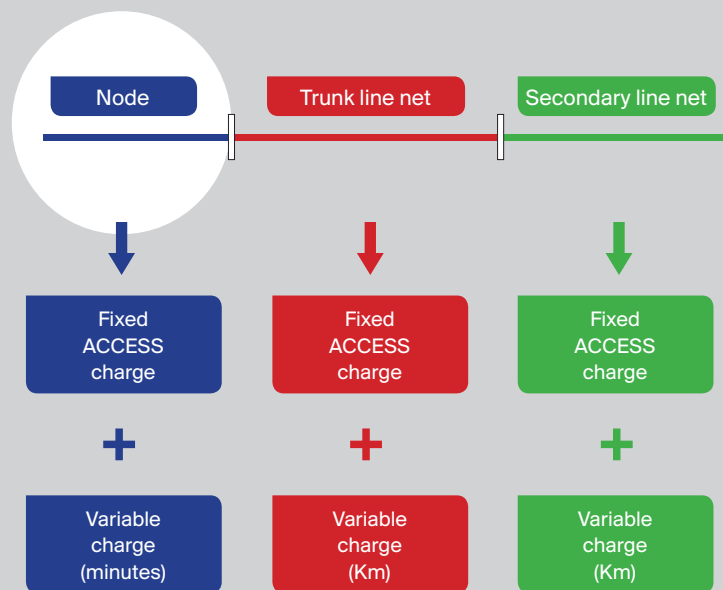 Node
Trunk line net
Secondary line net
Fixed
ACCESS
charge
Fixed
ACCESS
charge
Fixed
ACCESS
charge
+
+
+
Variable
charge
(minutes)
Variable
charge
(Km)
Variable
charge
(Km)